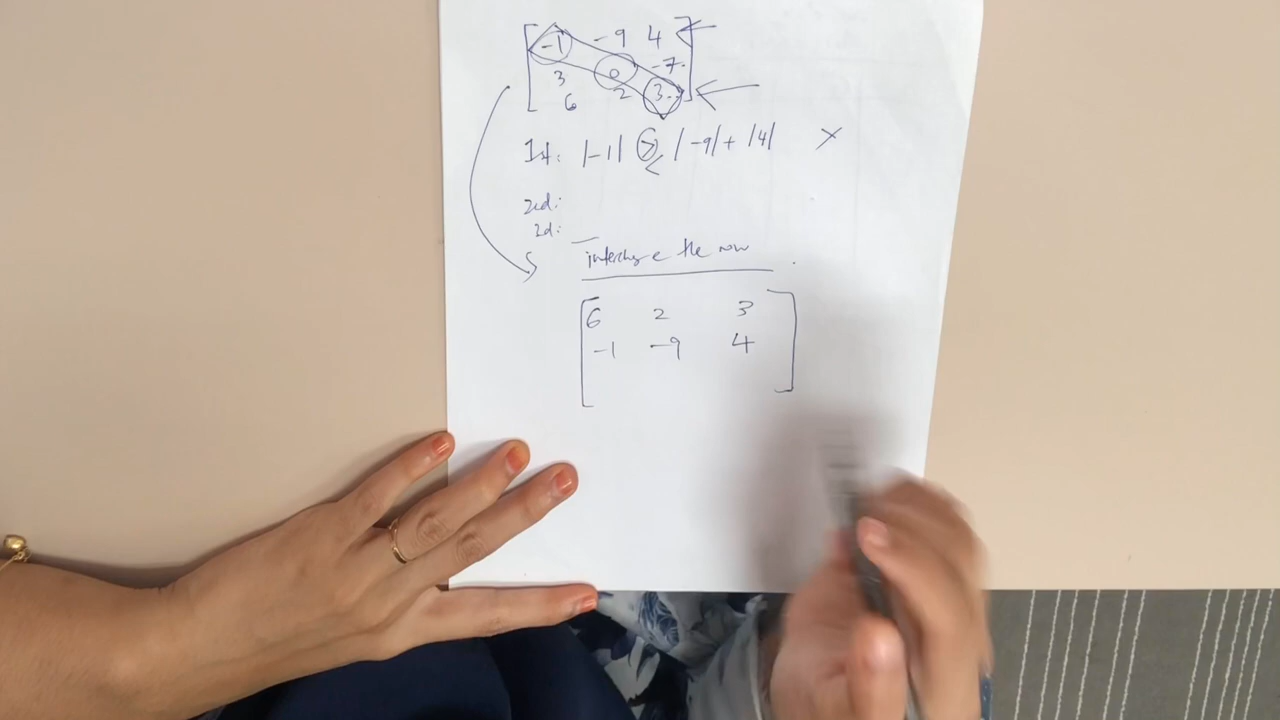 -1 -9 4
3 0 -7
6 2 3
1st: |-1| > |-9| + |4| ×
<
2nd:
2d:
interchange the row
6 2 3
-1 -9 4